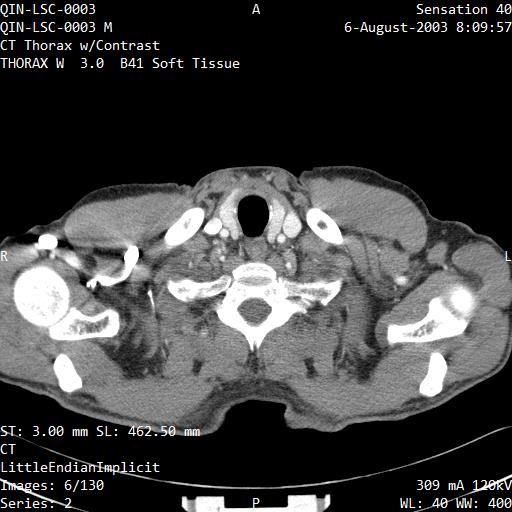 QIN-LSC-0003 A Sensation 40
QIN-LSC-0003 M 6-August-2003 8:09:57
CT Thorax w/Contrast
THORAX W 3.0 B41 Soft Tissue
R L
ST: 3.00 mm SL: 462.50 mm
CT
LittleEndianImplicit
Images: 6/130 309 mA 120kV
Series: 2 P WL: 40 WW: 400